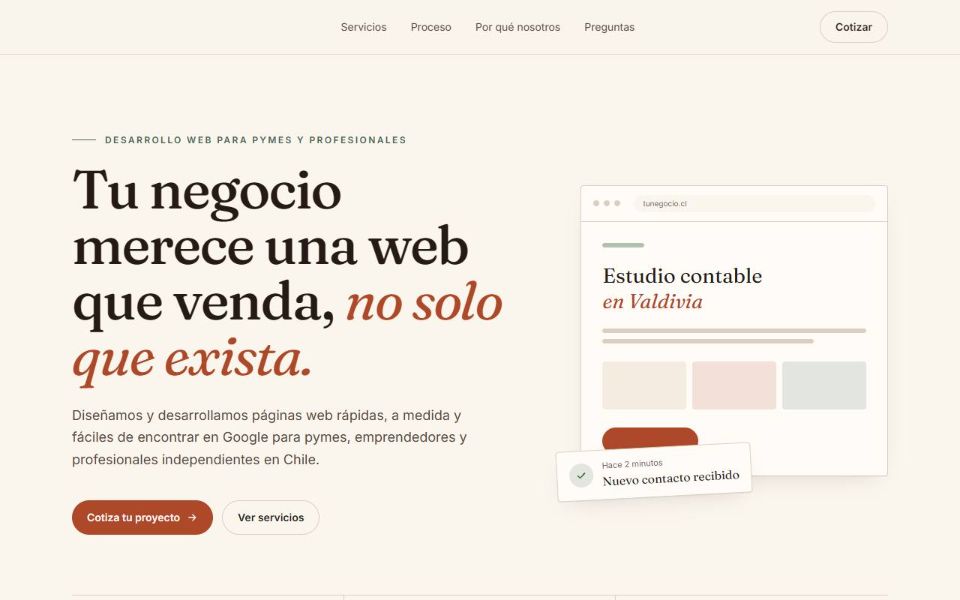 Servicios Proceso Por qué nosotros Preguntas Cotizar
DESARROLLO WEB PARA PYMES Y PROFESIONALES
Tu negocio
merece una web
que venda, no solo
que exista.
Diseñamos y desarrollamos páginas web rápidas, a medida y
fáciles de encontrar en Google para pymes, emprendedores y
profesionales independientes en Chile.
Cotiza tu proyecto → Ver servicios
tunegocio.cl
Estudio contable
en Valdivia
Hace 2 minutos
Nuevo contacto recibido